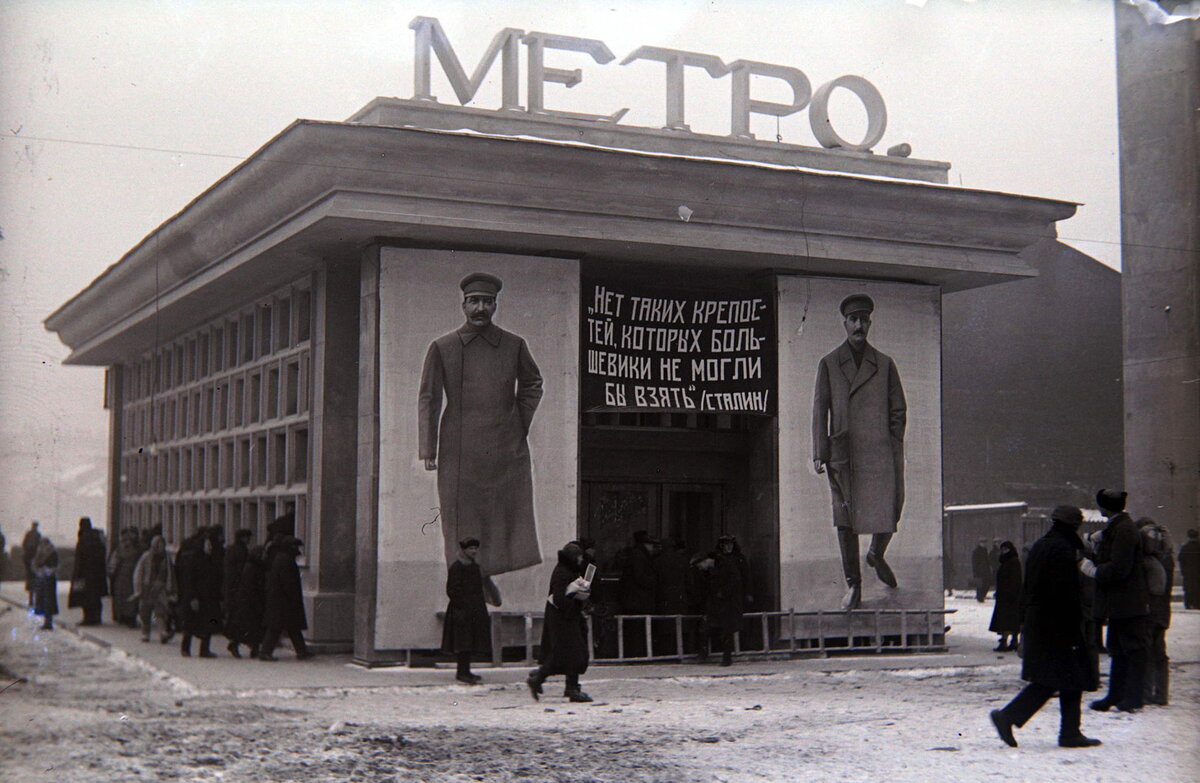 МЕТРО.
„НЕТ ТАКИХ КРЕПОС-
ТЕЙ, КОТОРЫХ БОЛЬ-
ШЕВИКИ НЕ МОГЛИ
БЫ ВЗЯТЬ“ /СТАЛИН/